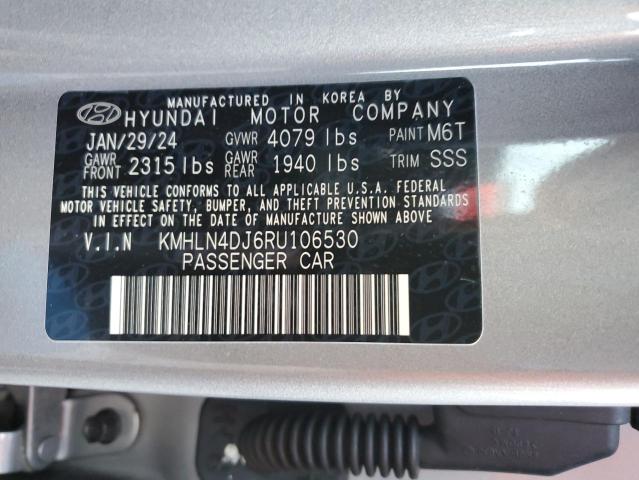 MANUFACTURED IN KOREA BY
HYUNDAI MOTOR COMPANY
JAN/29/24 GVWR 4079 lbs PAINT M6T
GAWR FRONT 2315 lbs GAWR REAR 1940 lbs TRIM SSS
THIS VEHICLE CONFORMS TO ALL APPLICABLE U.S.A. FEDERAL
MOTOR VEHICLE SAFETY, BUMPER, AND THEFT PREVENTION STANDARDS
IN EFFECT ON THE DATE OF MANUFACTURE SHOWN ABOVE.
V.I.N KMHLN4DJ6RU106530
PASSENGER CAR